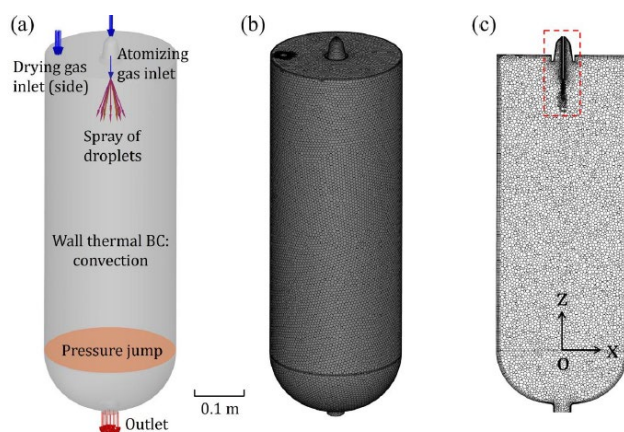 (a)
(b)
(c)
Drying gas
inlet (side)
Atomizing
gas inlet
Spray of
droplets
Wall thermal BC:
convection
Pressure jump
Outlet
0.1 m
Z
X
O